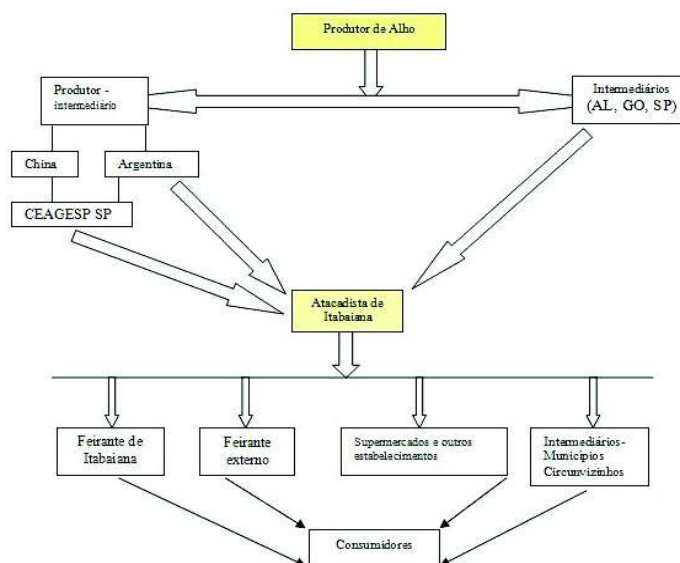 Produtor de Alho
Produtor -
intermediário
Intermediários
(AL, GO, SP)
China
Argentina
CEAGESP SP
Atacadista de
Itabaiana
Feirante de
Itabaiana
Feirante
externo
Supermercados e outros
estabelecimentos
Intermediários-
Municípios
Circunvizinhos
Consumidores